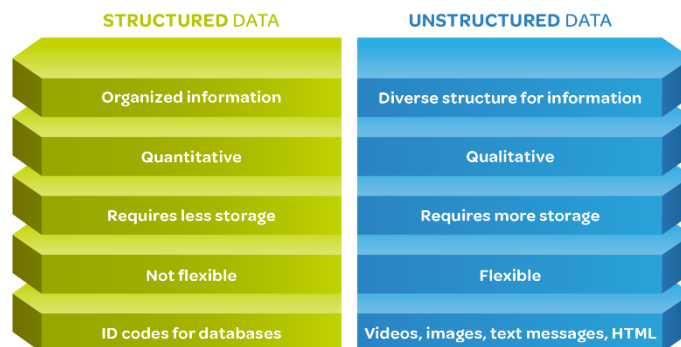 STRUCTURED DATA
Organized information
Quantitative
Requires less storage
Not flexible
ID codes for databases
UNSTRUCTURED DATA
Diverse structure for information
Qualitative
Requires more storage
Flexible
Videos, images, text messages, HTML